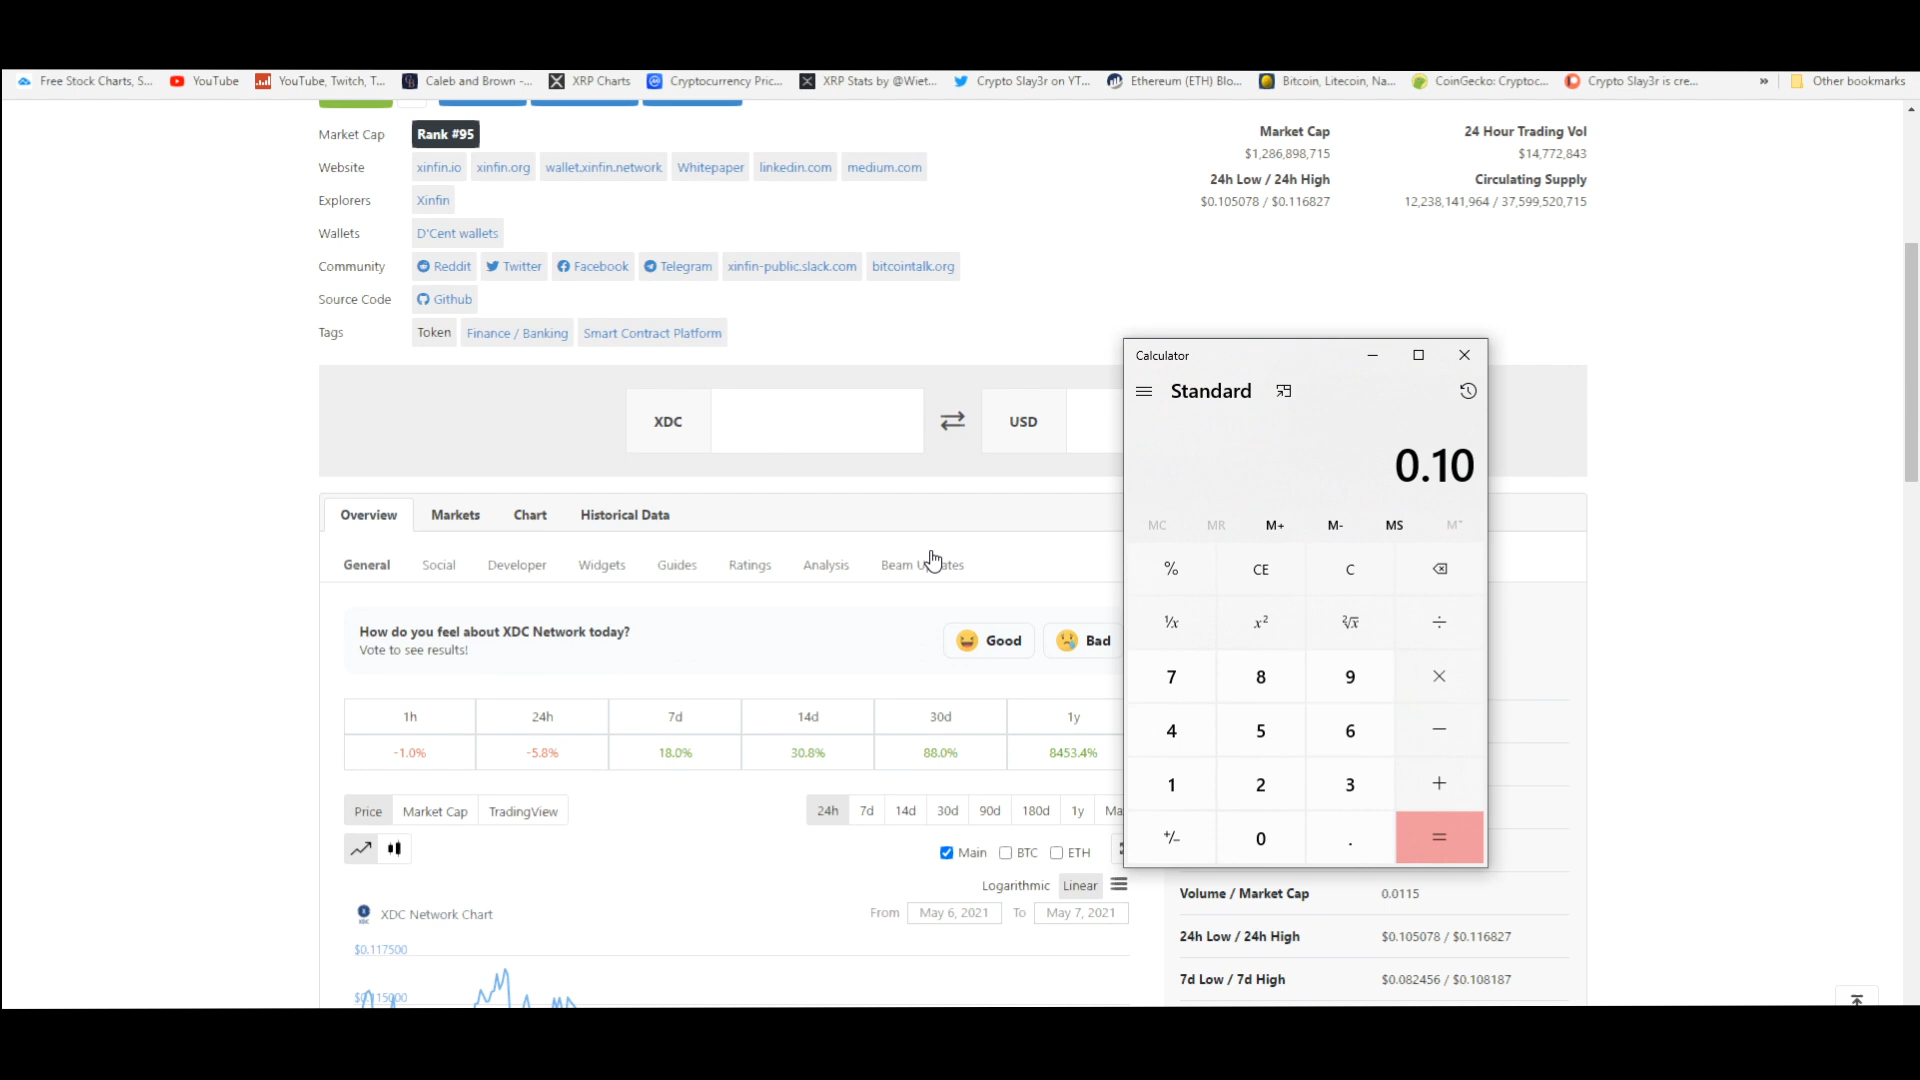 Free Stock Charts, S... YouTube YouTube, Twitch, T... Caleb and Brown -... XRP Charts Cryptocurrency Pric... XRP Stats by @Wiet... Crypto Slay3r on YT... Ethereum (ETH) Blo... Bitcoin, Litecoin, Na... CoinGecko: Cryptoc... Crypto Slay3r is cre... » Other bookmarks
Market Cap Rank #95
Website xinfin.io xinfin.org wallet.xinfin.network Whitepaper linkedin.com medium.com
Explorers Xinfin
Wallets D'Cent wallets
Community Reddit Twitter Facebook Telegram xinfin-public.slack.com bitcointalk.org
Source Code Github
Tags Token Finance / Banking Smart Contract Platform
Market Cap 24 Hour Trading Vol
$1,286,898,715 $14,772,843
24h Low / 24h High Circulating Supply
$0.105078 / $0.116827 12,238,141,964 / 37,599,520,715
XDC USD
Overview Markets Chart Historical Data
General Social Developer Widgets Guides Ratings Analysis Beam
How do you feel about XDC Network today?
Vote to see results!
Good Bad
1h 24h 7d 14d 30d 1y
-1.0% -5.8% 18.0% 30.8% 88.0% 8453.4%
Price Market Cap TradingView 24h 7d 14d 30d 90d 180d 1y
Main BTC ETH
Logarithmic Linear
XDC Network Chart From May 6, 2021 To May 7, 2021
$0.117500
$0.115000
Calculator
Standard
0.10
MC MR M+ M- MS M˅
% CE C
¹/x x² ²√x ÷
7 8 9 ×
4 5 6 −
1 2 3 +
+/− 0 . =
Volume / Market Cap 0.0115
24h Low / 24h High $0.105078 / $0.116827
7d Low / 7d High $0.082456 / $0.108187